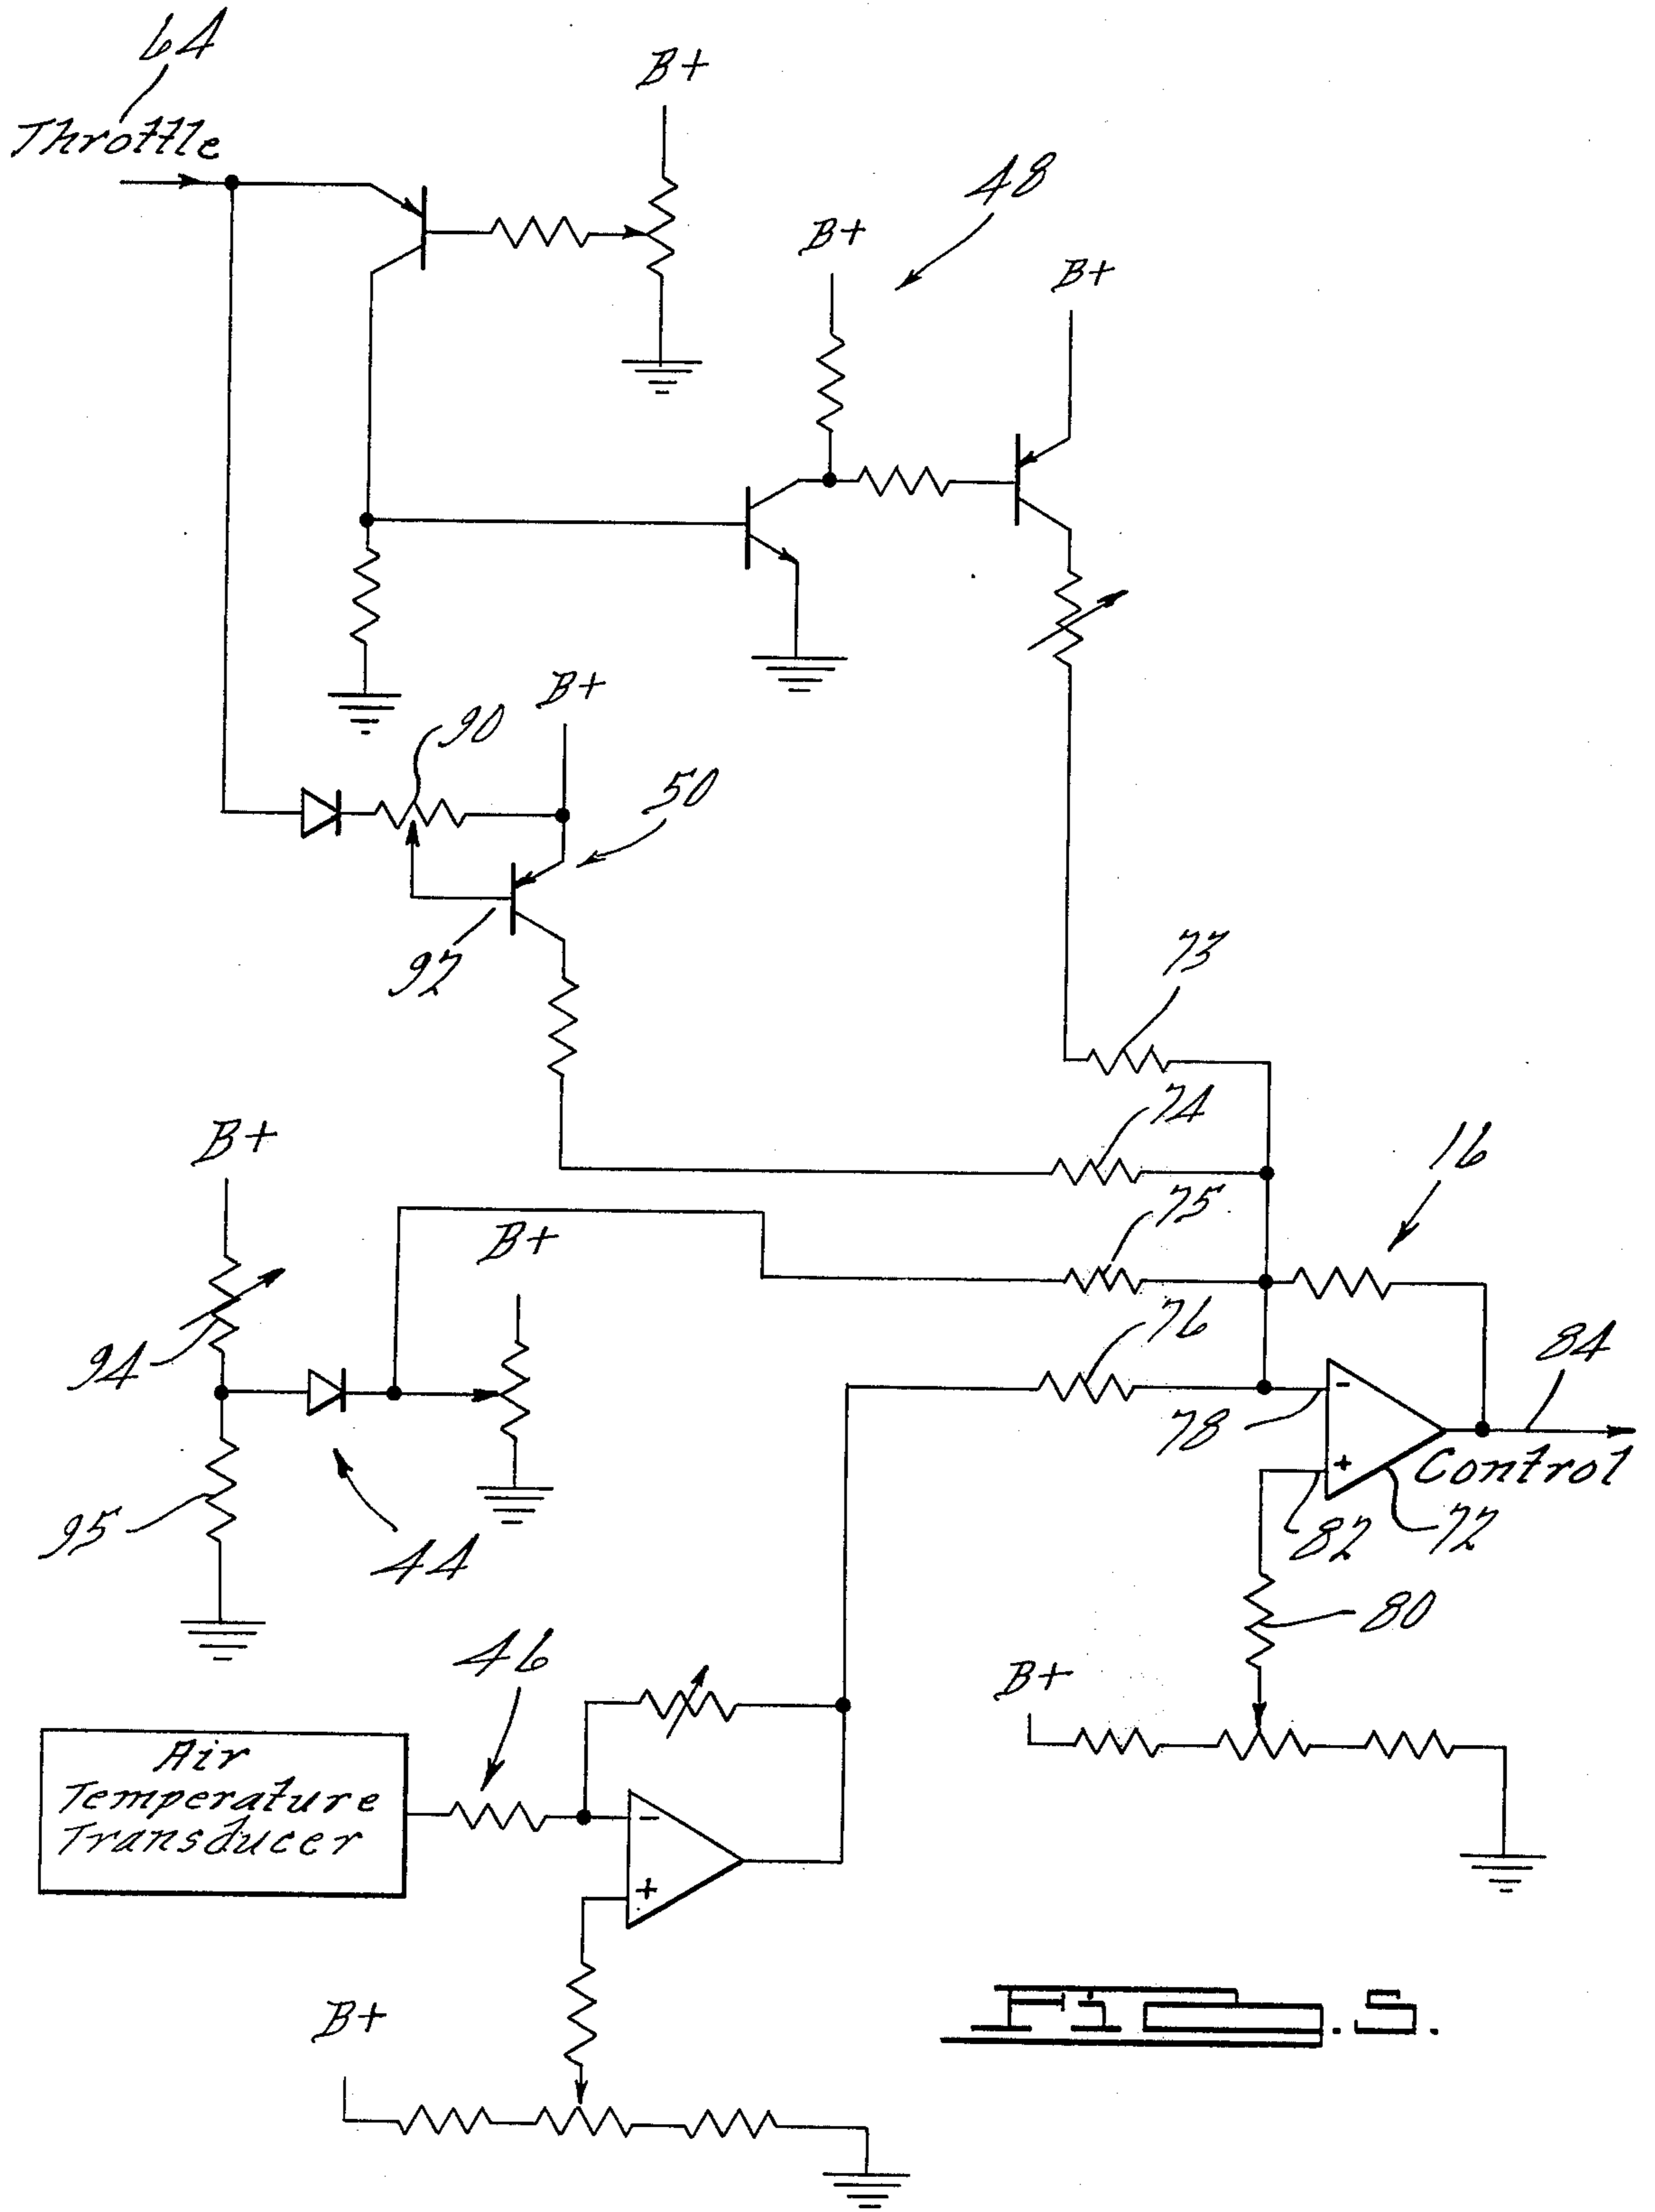 64
Throttle
B+
48
B+
B+
B+
90
50
92
73
74
B+
75
16
B+
76
94
84
78
-
+
Control
95
44
82
72
46
80
B+
Air
Temperature
Transducer
-
+
B+
FIG. 5.